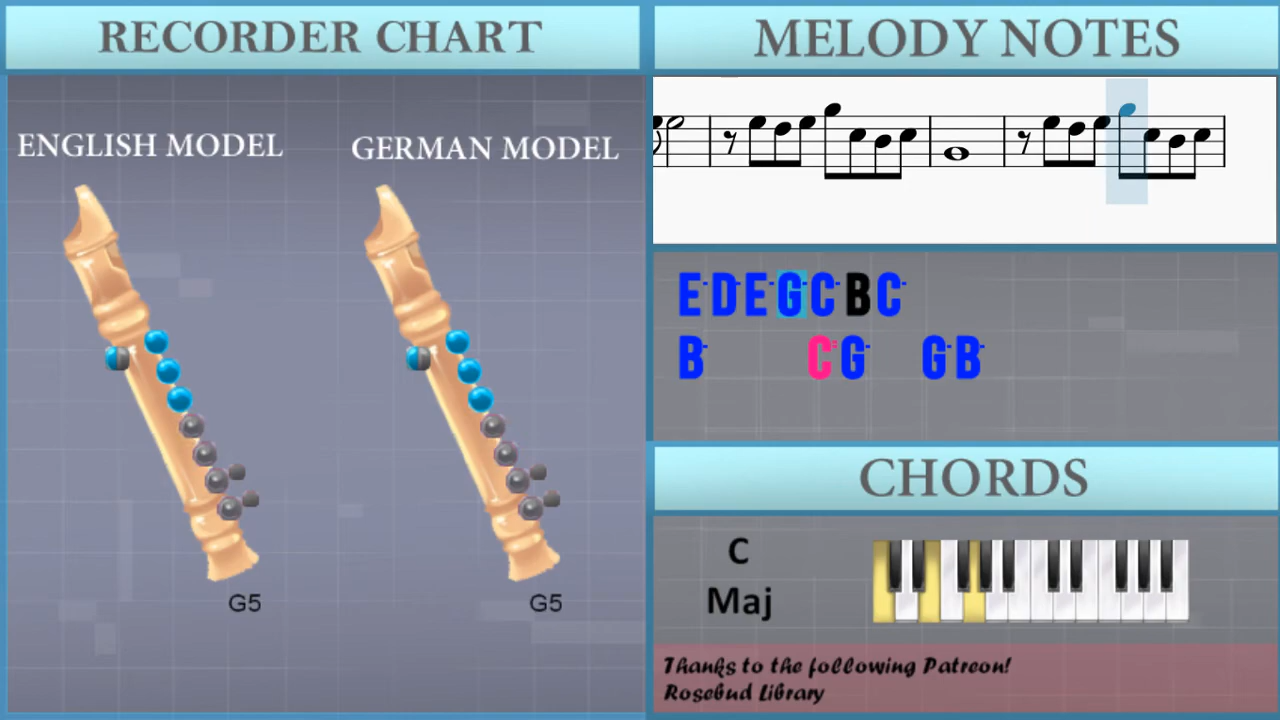 RECORDER CHART
ENGLISH MODEL
GERMAN MODEL
G5
G5
MELODY NOTES
E D E G C B C
B C G G B
CHORDS
C
Maj
Thanks to the following Patreon!
Rosebud Library